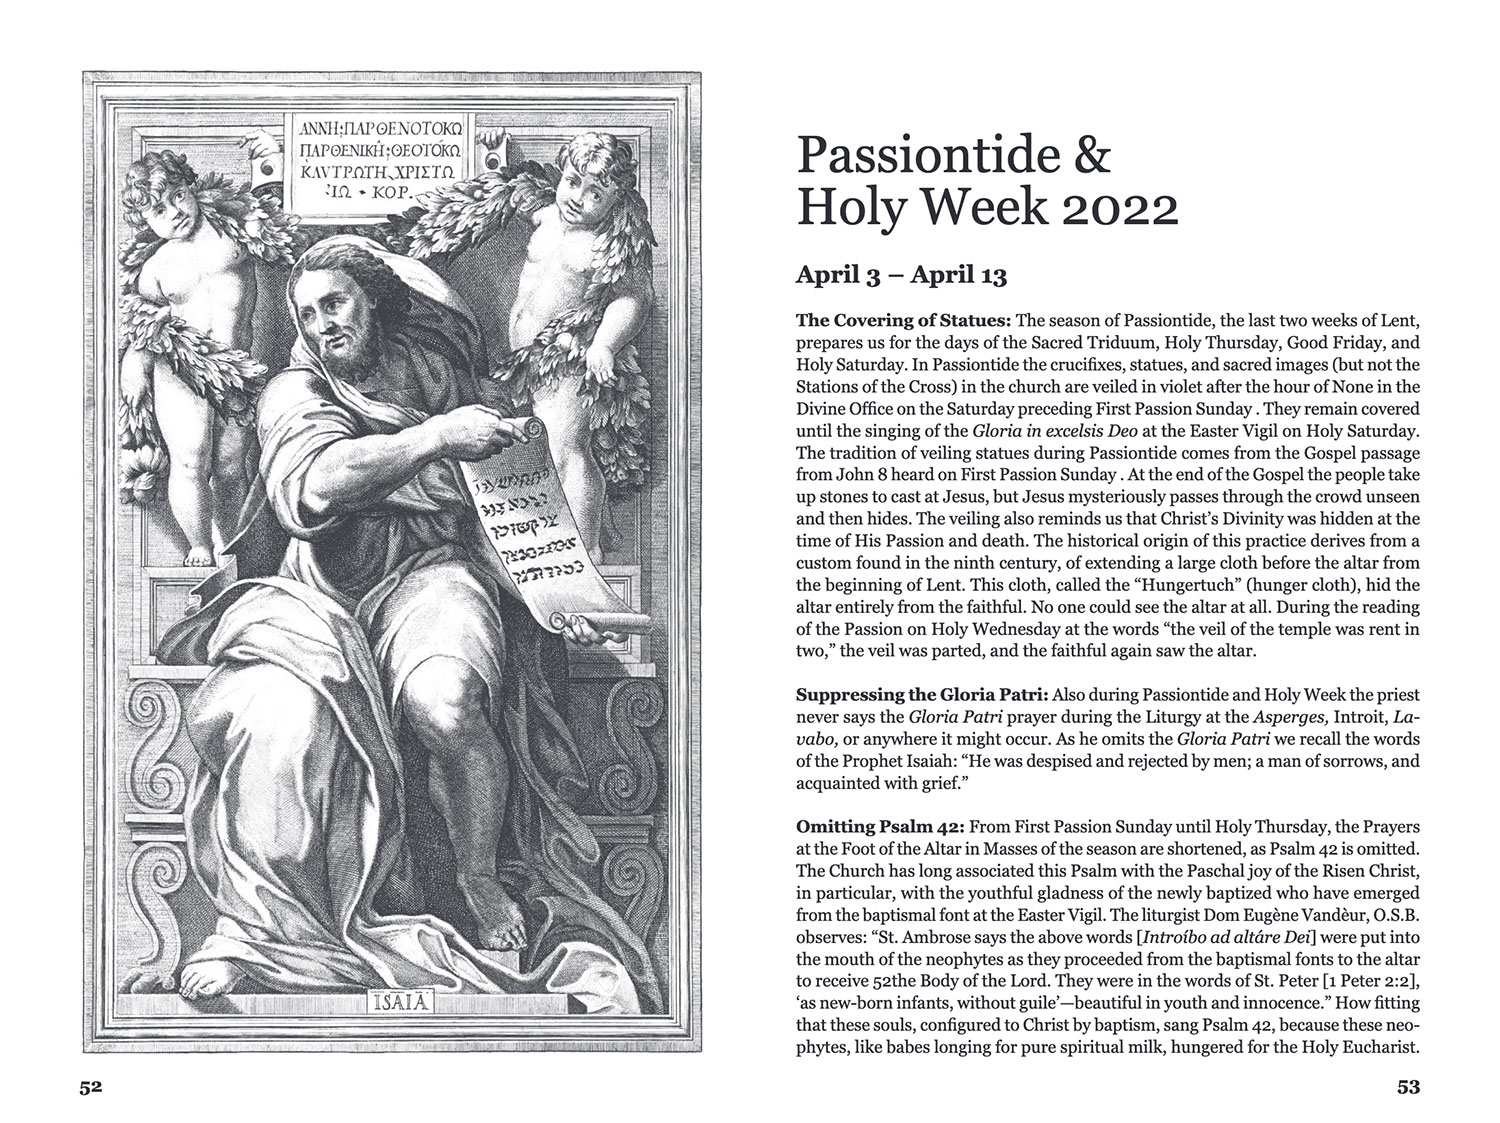 ΑΝΝΗ;ΠΑΡΘΕΝΟΤΟΚΩ
ΠΑΡΘΕΝΙΚΗ;ΘΕΟΤΟΚΩ
ΧΡΙΣΤΩ
ΚΟΡ.
ISAIA
52
Passiontide &
Holy Week 2022
April 3 – April 13
The Covering of Statues: The season of Passiontide, the last two weeks of Lent,
prepares us for the days of the Sacred Triduum, Holy Thursday, Good Friday, and
Holy Saturday. In Passiontide the crucifixes, statues, and sacred images (but not the
Stations of the Cross) in the church are veiled in violet after the hour of None in the
Divine Office on the Saturday preceding First Passion Sunday . They remain covered
until the singing of the Gloria in excelsis Deo at the Easter Vigil on Holy Saturday.
The tradition of veiling statues during Passiontide comes from the Gospel passage
from John 8 heard on First Passion Sunday . At the end of the Gospel the people take
up stones to cast at Jesus, but Jesus mysteriously passes through the crowd unseen
and then hides. The veiling also reminds us that Christ’s Divinity was hidden at the
time of His Passion and death. The historical origin of this practice derives from a
custom found in the ninth century, of extending a large cloth before the altar from
the beginning of Lent. This cloth, called the “Hungertuch” (hunger cloth), hid the
altar entirely from the faithful. No one could see the altar at all. During the reading
of the Passion on Holy Wednesday at the words “the veil of the temple was rent in
two,” the veil was parted, and the faithful again saw the altar.
Suppressing the Gloria Patri: Also during Passiontide and Holy Week the priest
never says the Gloria Patri prayer during the Liturgy at the Asperges, Introit, La-
vabo, or anywhere it might occur. As he omits the Gloria Patri we recall the words
of the Prophet Isaiah: “He was despised and rejected by men; a man of sorrows, and
acquainted with grief.”
Omitting Psalm 42: From First Passion Sunday until Holy Thursday, the Prayers
at the Foot of the Altar in Masses of the season are shortened, as Psalm 42 is omitted.
The Church has long associated this Psalm with the Paschal joy of the Risen Christ,
in particular, with the youthful gladness of the newly baptized who have emerged
from the baptismal font at the Easter Vigil. The liturgist Dom Eugène Vandèur, O.S.B.
observes: “St. Ambrose says the above words [Introíbo ad altáre Dei] were put into
the mouth of the neophytes as they proceeded from the baptismal fonts to the altar
to receive 52the Body of the Lord. They were in the words of St. Peter [1 Peter 2:2],
‘as new-born infants, without guile’—beautiful in youth and innocence.” How fitting
that these souls, configured to Christ by baptism, sang Psalm 42, because these neo-
phytes, like babes longing for pure spiritual milk, hungered for the Holy Eucharist.
53